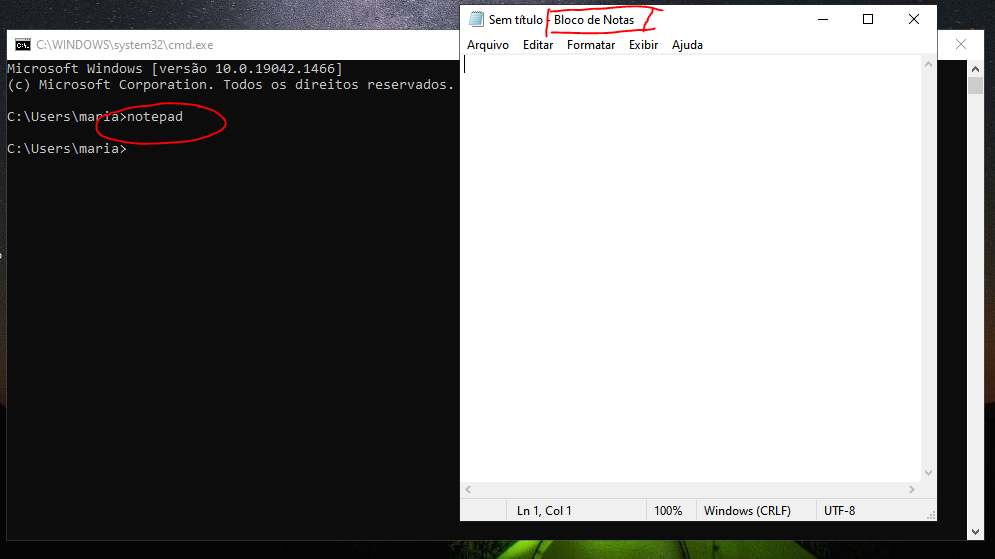 C:\WINDOWS\system32\cmd.exe
Microsoft Windows [versão 10.0.19042.1466]
(c) Microsoft Corporation. Todos os direitos reservados.
C:\Users\maria>notepad
C:\Users\maria>
Sem título - Bloco de Notas
Arquivo Editar Formatar Exibir Ajuda
Ln 1, Col 1 100% Windows (CRLF) UTF-8